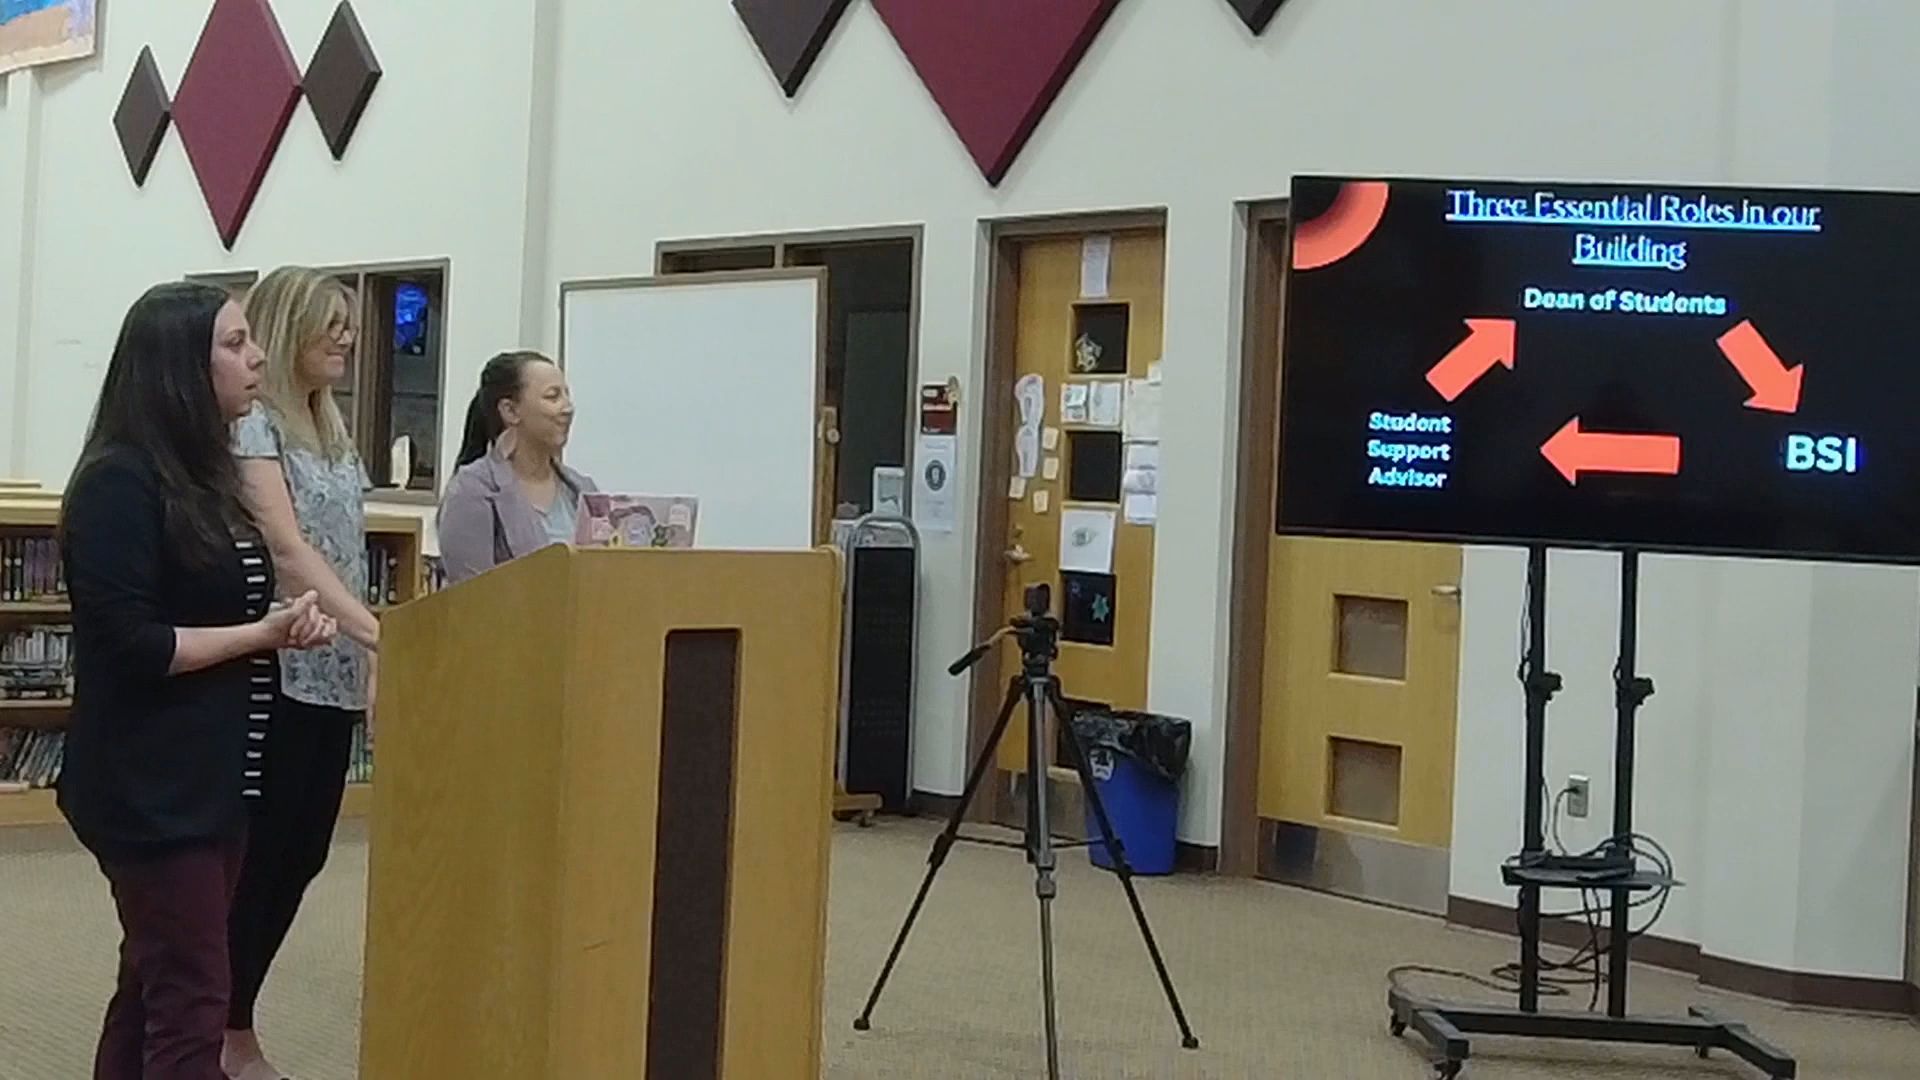 Three Essential Roles in our
Building
Dean of Students
Student
Support
Advisor
BSI